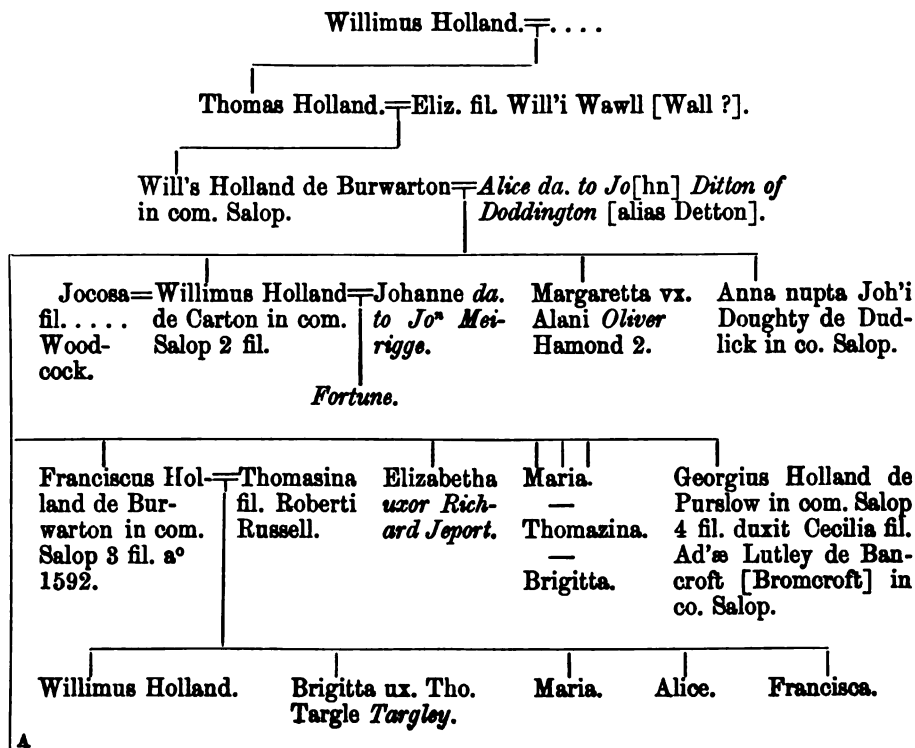 Willimus Holland.=. . . .
Thomas Holland.=Eliz. fil. Will'i Wawll [Wall ?].
Will's Holland de Burwarton=Alice da. to Jo[hn] Ditton of
in com. Salop.
Doddington [alias Detton].
Jocosa=Willimus Holland=Johanne da.
fil. . . . .
Wood-
cock.
de Carton in com.
Salop 2 fil.
to Joⁿ Mei-
rigge.
Margaretta vx.
Alani Oliver
Hamond 2.
Anna nupta Joh'i
Doughty de Dud-
lick in co. Salop.
Fortune.
Franciscus Hol-=Thomasina
land de Bur-
warton in com.
Salop 3 fil. aº
1592.
fil. Roberti
Russell.
Elizabetha
uxor Rich-
ard Jeport.
Maria.
—
Thomazina.
—
Brigitta.
Georgius Holland de
Purslow in com. Salop
4 fil. duxit Cecilia fil.
Ad'æ Lutley de Ban-
croft [Bromcroft] in
co. Salop.
Willimus Holland.
Brigitta ux. Tho.
Targle Targley.
Maria.
Alice.
Francisca.
A